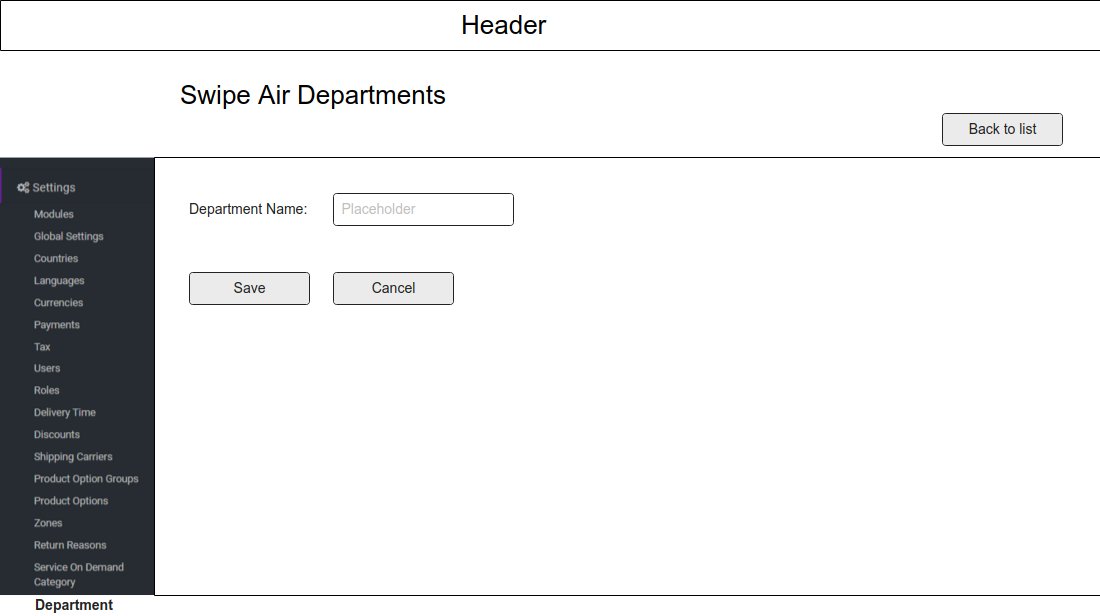 Header
Swipe Air Departments
Back to list
Settings
Modules
Global Settings
Countries
Languages
Currencies
Payments
Tax
Users
Roles
Delivery Time
Discounts
Shipping Carriers
Product Option Groups
Product Options
Zones
Return Reasons
Service On Demand
Category
Department
Department Name: Placeholder
Save Cancel